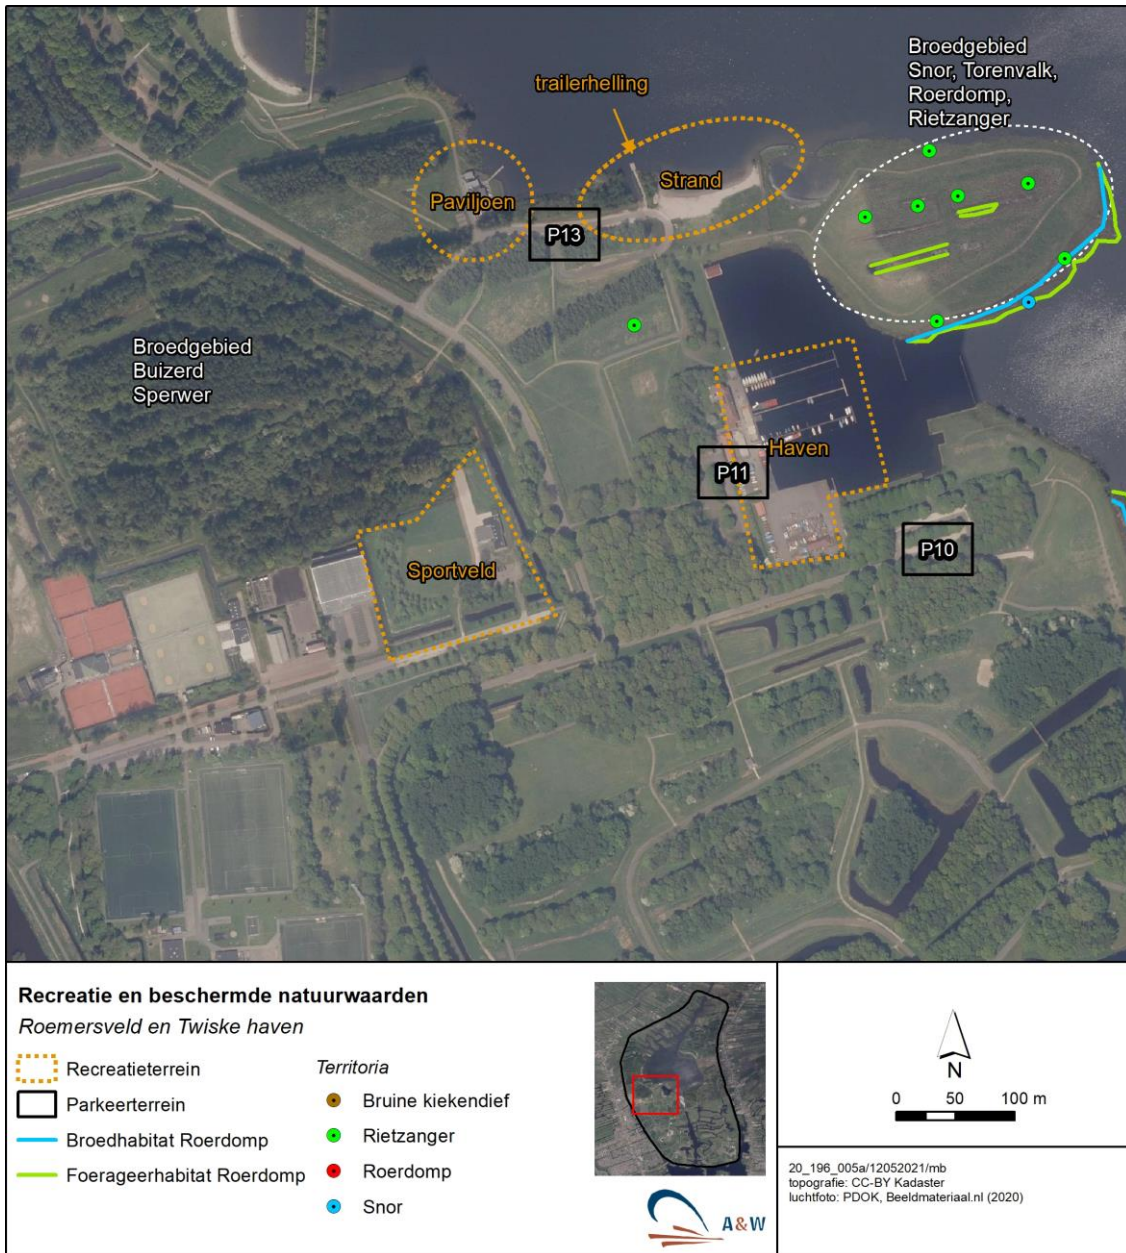 Broedgebied
Snor, Torenvalk,
Roerdomp,
Rietzanger
trailerhelling
Strand
Paviljoen
P13
Broedgebied
Buizerd
Sperwer
Haven
P11
P10
Sportveld
Recreatie en beschermde natuurwaarden
Roemersveld en Twiske haven
Recreatieterrein
Parkeerterrein
Broedhabitat Roerdomp
Foerageerhabitat Roerdomp
Territoria
Bruine kiekendief
Rietzanger
Roerdomp
Snor
A&W
N
0 50 100 m
20_196_005a/12052021/mb
topografie: CC-BY Kadaster
luchtfoto: PDOK, Beeldmateriaal.nl (2020)